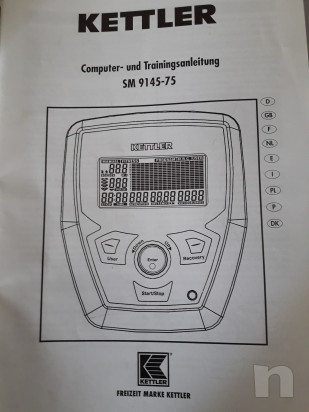 KETTLER
Computer- und Trainingsanleitung
SM 9145-75
D
GB
F
NL
E
I
PL
P
DK
KETTLER
User
Enter
Recovery
Start/Stop
KETTLER
FREIZEIT MARKE KETTLER
n